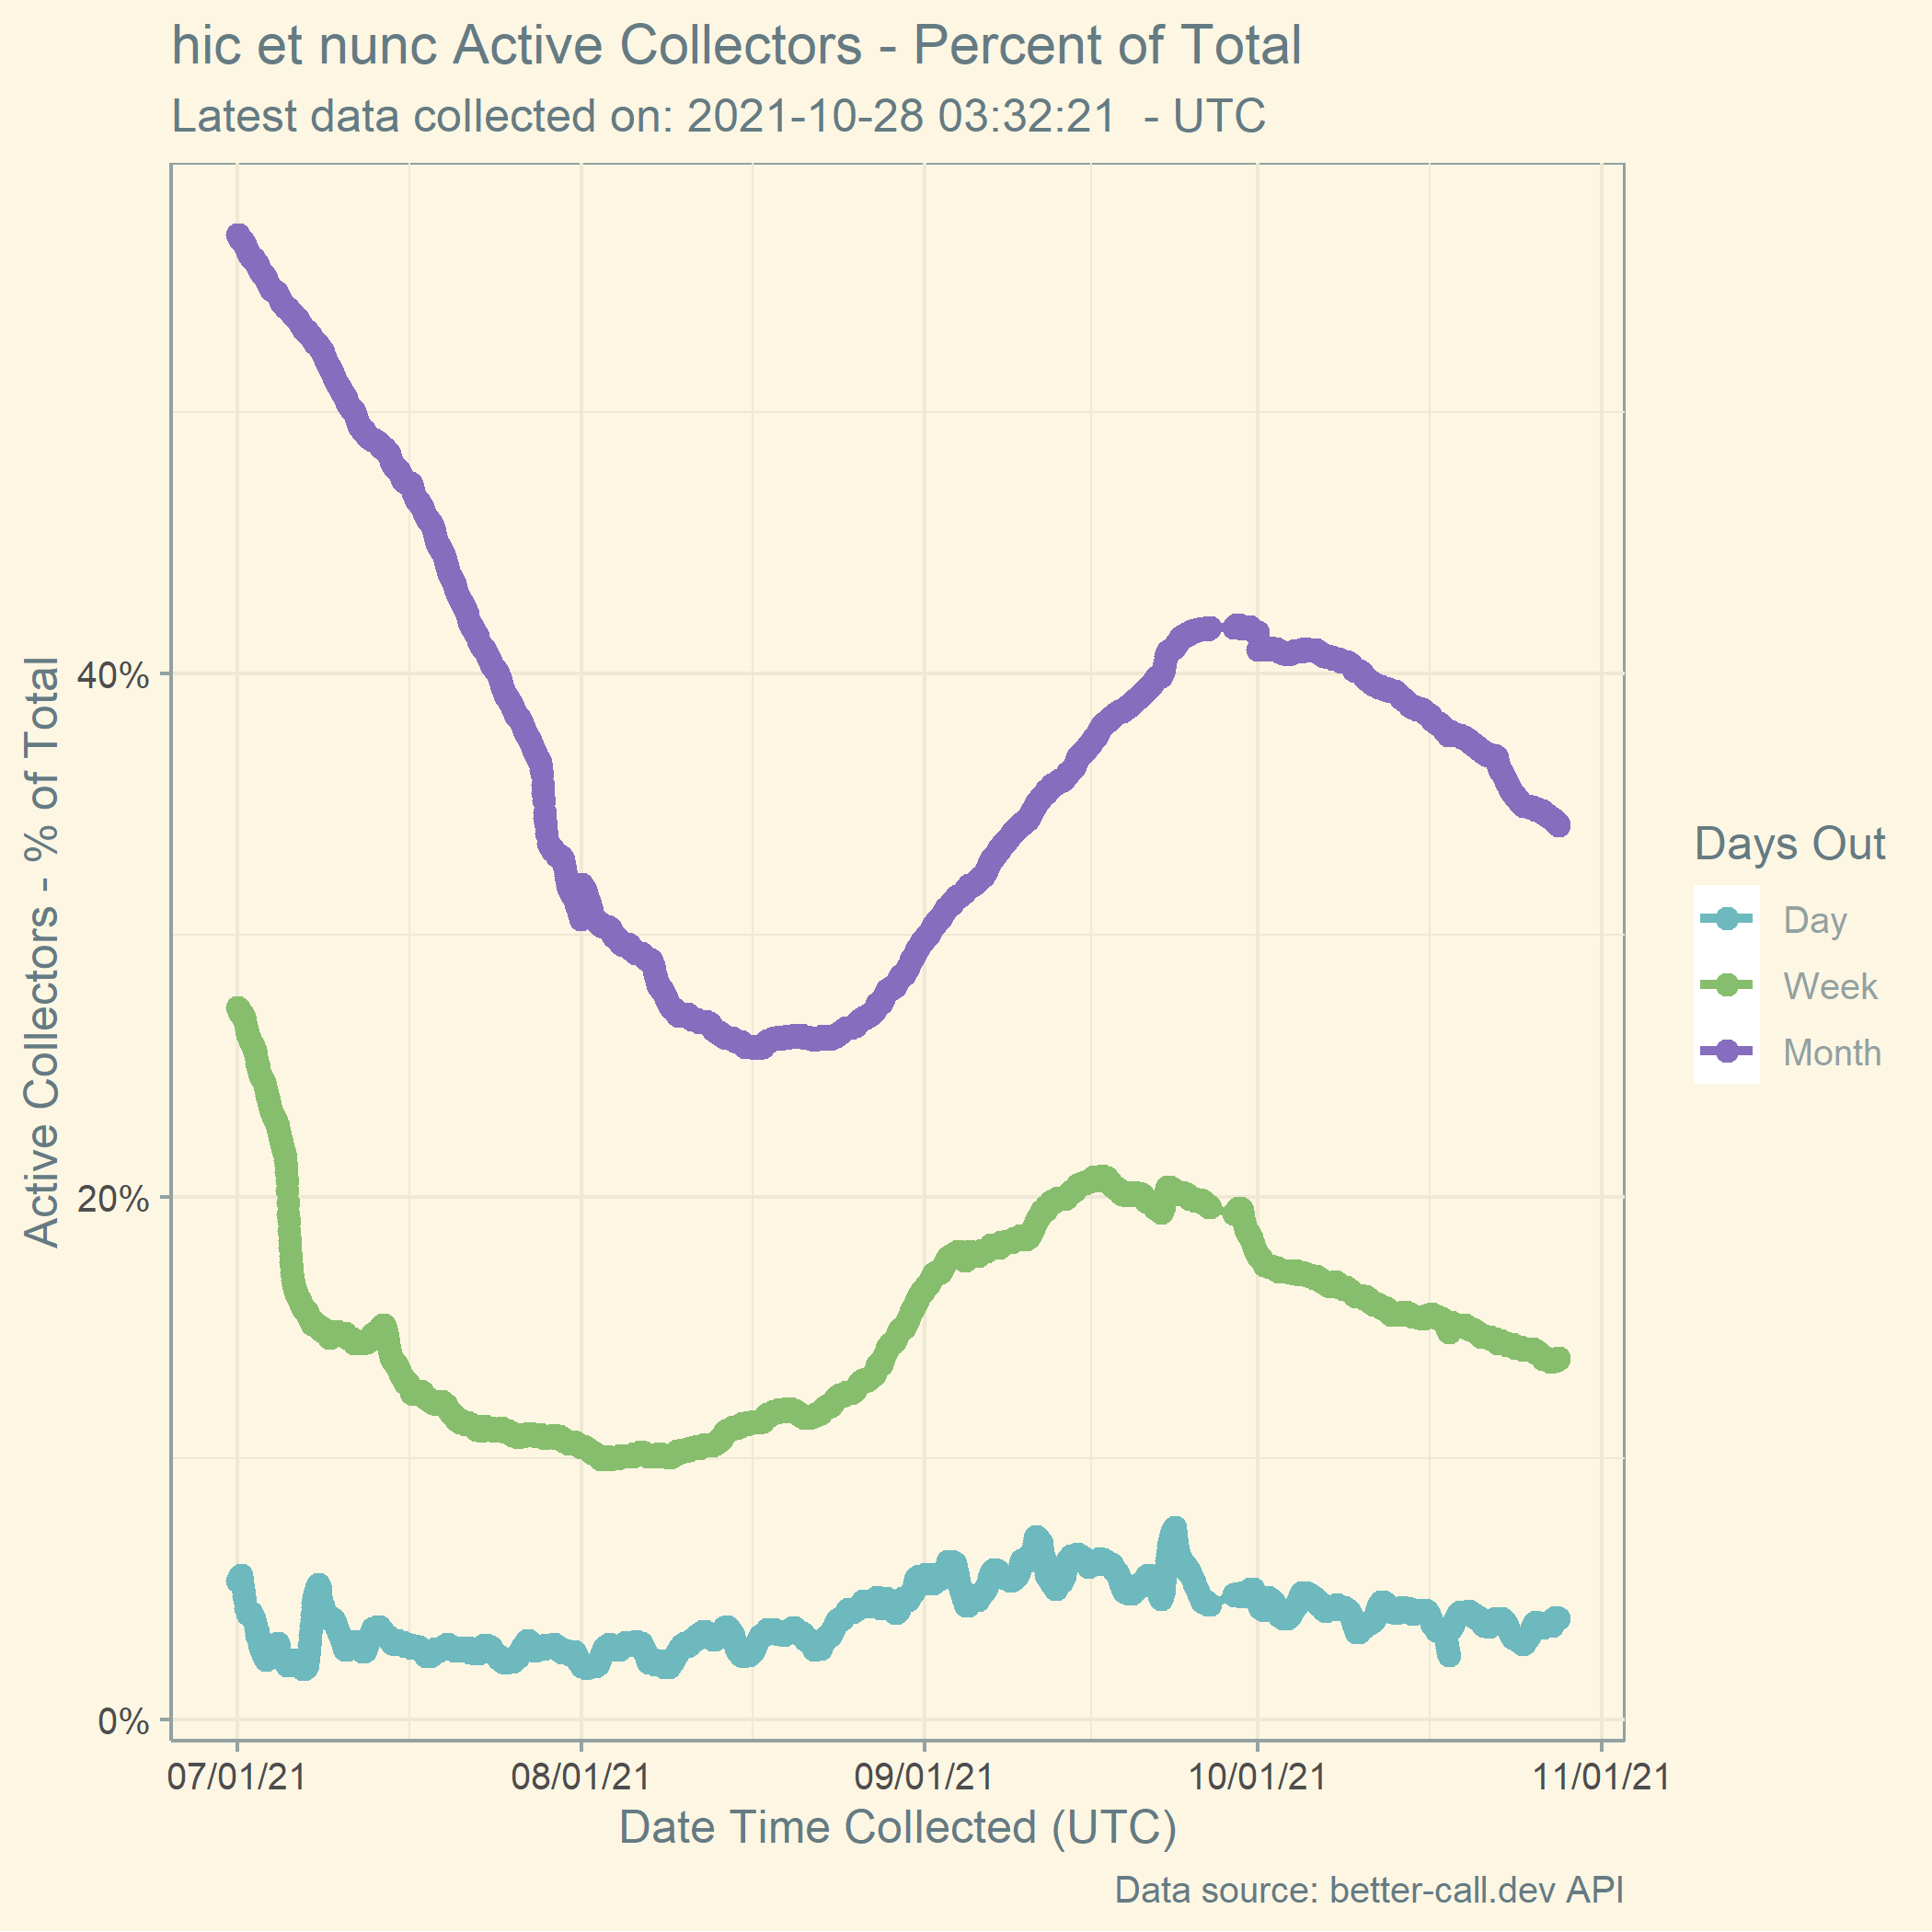 hic et nunc Active Collectors - Percent of Total
Latest data collected on: 2021-10-28 03:32:21  - UTC
Active Collectors - % of Total
40%
20%
0%
07/01/21
08/01/21
09/01/21
10/01/21
11/01/21
Date Time Collected (UTC)
Days Out
Day
Week
Month
Data source: better-call.dev API